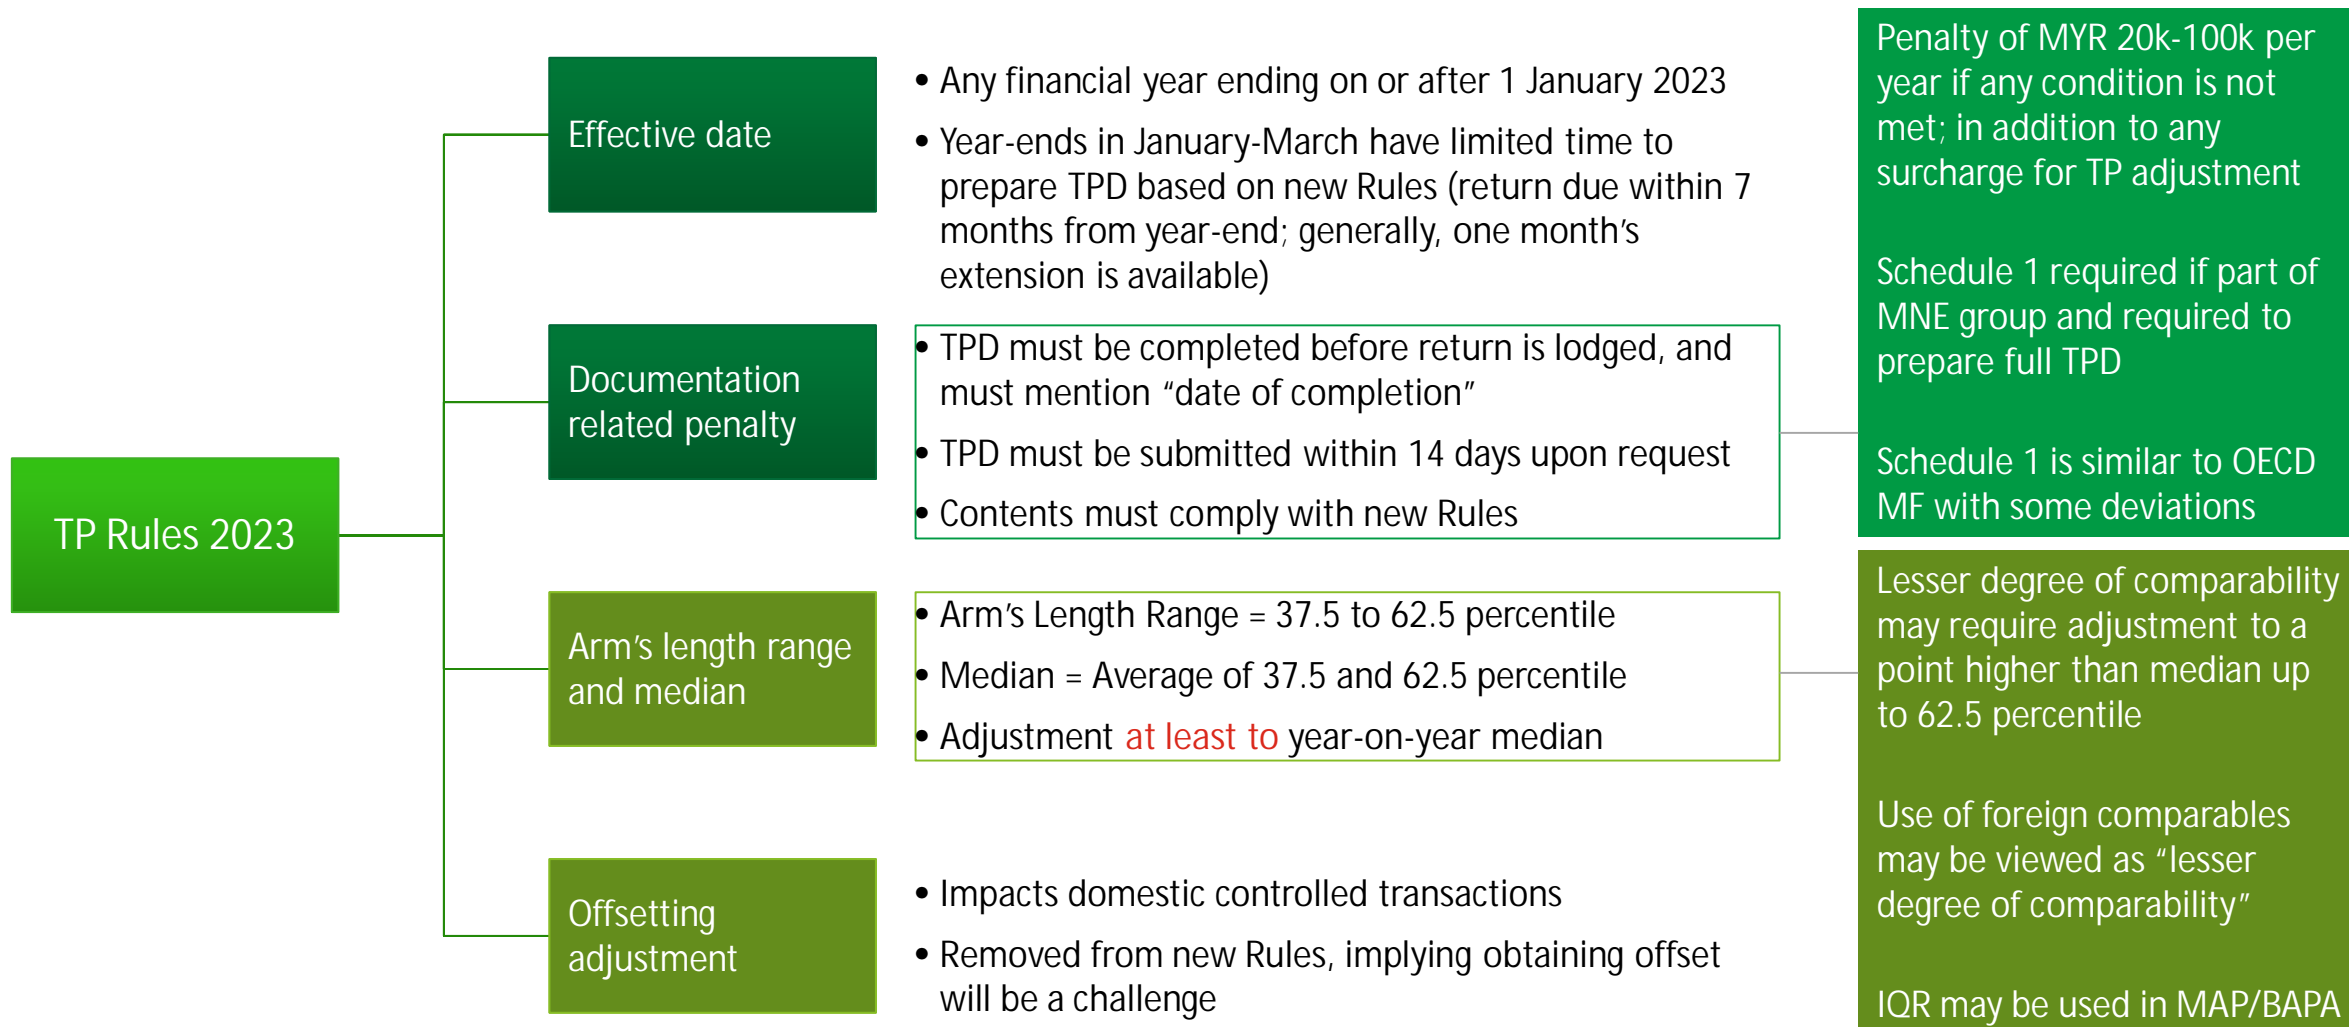 TP Rules 2023
Effective date
• Any financial year ending on or after 1 January 2023
• Year-ends in January-March have limited time to
prepare TPD based on new Rules (return due within 7
months from year-end; generally, one month’s
extension is available)
Documentation
related penalty
• TPD must be completed before return is lodged, and
must mention “date of completion”
• TPD must be submitted within 14 days upon request
• Contents must comply with new Rules
Penalty of MYR 20k-100k per
year if any condition is not
met; in addition to any
surcharge for TP adjustment
Schedule 1 required if part of
MNE group and required to
prepare full TPD
Schedule 1 is similar to OECD
MF with some deviations
Arm’s length range
and median
• Arm’s Length Range = 37.5 to 62.5 percentile
• Median = Average of 37.5 and 62.5 percentile
• Adjustment at least to year-on-year median
Lesser degree of comparability
may require adjustment to a
point higher than median up
to 62.5 percentile
Use of foreign comparables
may be viewed as “lesser
degree of comparability”
IQR may be used in MAP/BAPA
Offsetting
adjustment
• Impacts domestic controlled transactions
• Removed from new Rules, implying obtaining offset
will be a challenge